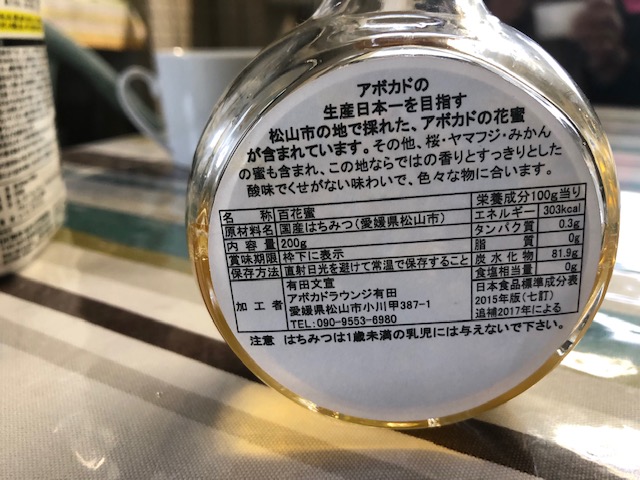 アボカドの
生産日本一を目指す
松山市の地で採れた、アボカドの花蜜
が含まれています。その他、桜・ヤマフジ・みかん
の蜜も含まれ、この地ならではの香りとすっきりとした
酸味でくせがない味わいで、色々な物に合います。
名 称 百花蜜
原材料名 国産はちみつ(愛媛県松山市)
内 容 量 200g
賞味期限 枠下に表示
保存方法 直射日光を避けて常温で保存すること
加 工 者 有田文宣
アボカドラウンジ有田
愛媛県松山市小川甲387-1
TEL:090-9553-6980
栄養成分100g当り
エネルギー 303kcal
タンパク質 0.3g
脂 質 0g
炭水化物 81.9g
食塩相当量 0g
日本食品標準成分表
2015年版(七訂)
追補2017年による
注意 はちみつは1歳未満の乳児には与えないで下さい。